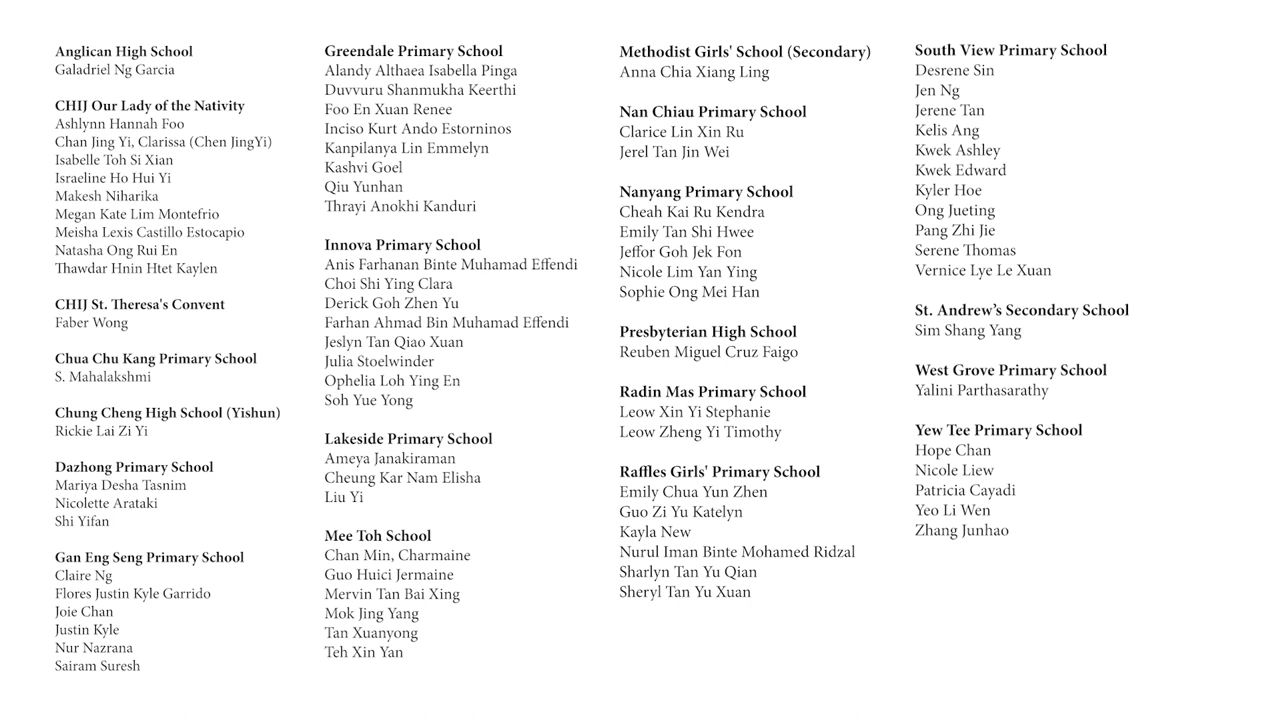 Anglican High School
Galadriel Ng Garcia
CHIJ Our Lady of the Nativity
Ashlynn Hannah Foo
Chan Jing Yi, Clarissa (Chen JingYi)
Isabelle Toh Si Xian
Israeline Ho Hui Yi
Makesh Niharika
Megan Kate Lim Montefrio
Meisha Lexis Castillo Estocapio
Natasha Ong Rui En
Thawdar Hnin Htet Kaylen
CHIJ St. Theresa's Convent
Faber Wong
Chua Chu Kang Primary School
S. Mahalakshmi
Chung Cheng High School (Yishun)
Rickie Lai Zi Yi
Dazhong Primary School
Mariya Desha Tasnim
Nicolette Arataki
Shi Yifan
Gan Eng Seng Primary School
Claire Ng
Flores Justin Kyle Garrido
Joie Chan
Justin Kyle
Nur Nazrana
Sairam Suresh
Greendale Primary School
Alandy Althaea Isabella Pinga
Duvvuru Shanmukha Keerthi
Foo En Xuan Renee
Inciso Kurt Ando Estorninos
Kanpilanya Lin Emmelyn
Kashvi Goel
Qiu Yunhan
Thrayi Anokhi Kanduri
Innova Primary School
Anis Farhanan Binte Muhamad Effendi
Choi Shi Ying Clara
Derick Goh Zhen Yu
Farhan Ahmad Bin Muhamad Effendi
Jeslyn Tan Qiao Xuan
Julia Stoelwinder
Ophelia Loh Ying En
Soh Yue Yong
Lakeside Primary School
Ameya Janakiraman
Cheung Kar Nam Elisha
Liu Yi
Mee Toh School
Chan Min, Charmaine
Guo Huici Jermaine
Mervin Tan Bai Xing
Mok Jing Yang
Tan Xuanyong
Teh Xin Yan
Methodist Girls' School (Secondary)
Anna Chia Xiang Ling
Nan Chiau Primary School
Clarice Lin Xin Ru
Jerel Tan Jin Wei
Nanyang Primary School
Cheah Kai Ru Kendra
Emily Tan Shi Hwee
Jeffor Goh Jek Fon
Nicole Lim Yan Ying
Sophie Ong Mei Han
Presbyterian High School
Reuben Miguel Cruz Faigo
Radin Mas Primary School
Leow Xin Yi Stephanie
Leow Zheng Yi Timothy
Raffles Girls' Primary School
Emily Chua Yun Zhen
Guo Zi Yu Katelyn
Kayla New
Nurul Iman Binte Mohamed Ridzal
Sharlyn Tan Yu Qian
Sheryl Tan Yu Xuan
South View Primary School
Desrene Sin
Jen Ng
Jerene Tan
Kelis Ang
Kwek Ashley
Kwek Edward
Kyler Hoe
Ong Jueting
Pang Zhi Jie
Serene Thomas
Vernice Lye Le Xuan
St. Andrew’s Secondary School
Sim Shang Yang
West Grove Primary School
Yalini Parthasarathy
Yew Tee Primary School
Hope Chan
Nicole Liew
Patricia Cayadi
Yeo Li Wen
Zhang Junhao